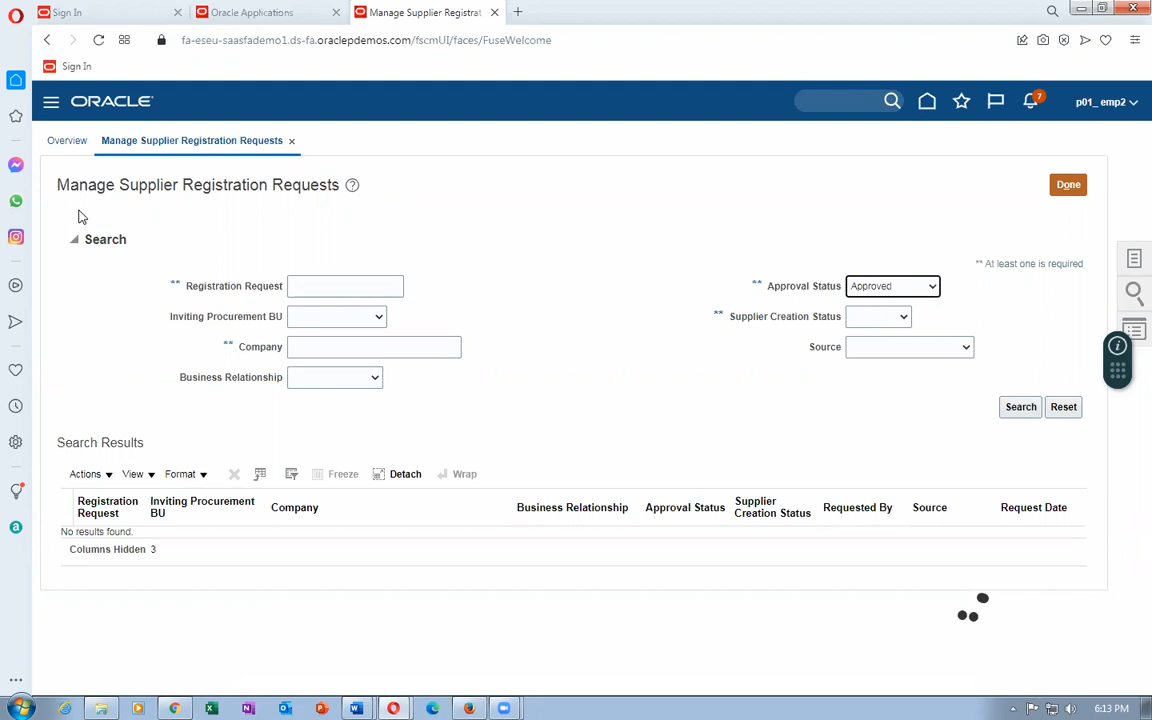 Sign In
Oracle Applications
Manage Supplier Registrat
fa-eseu-saasfademo1.ds-fa.oraclepdemos.com/fscmUI/faces/FuseWelcome
Sign In
ORACLE
7
p01_emp2
Overview
Manage Supplier Registration Requests
Manage Supplier Registration Requests
Done
Search
** At least one is required
** Registration Request
** Approval Status
Approved
Inviting Procurement BU
** Supplier Creation Status
** Company
Source
Business Relationship
Search
Reset
Search Results
Actions
View
Format
Freeze
Detach
Wrap
Registration Request
Inviting Procurement BU
Company
Business Relationship
Approval Status
Supplier Creation Status
Requested By
Source
Request Date
No results found.
Columns Hidden 3
6:13 PM